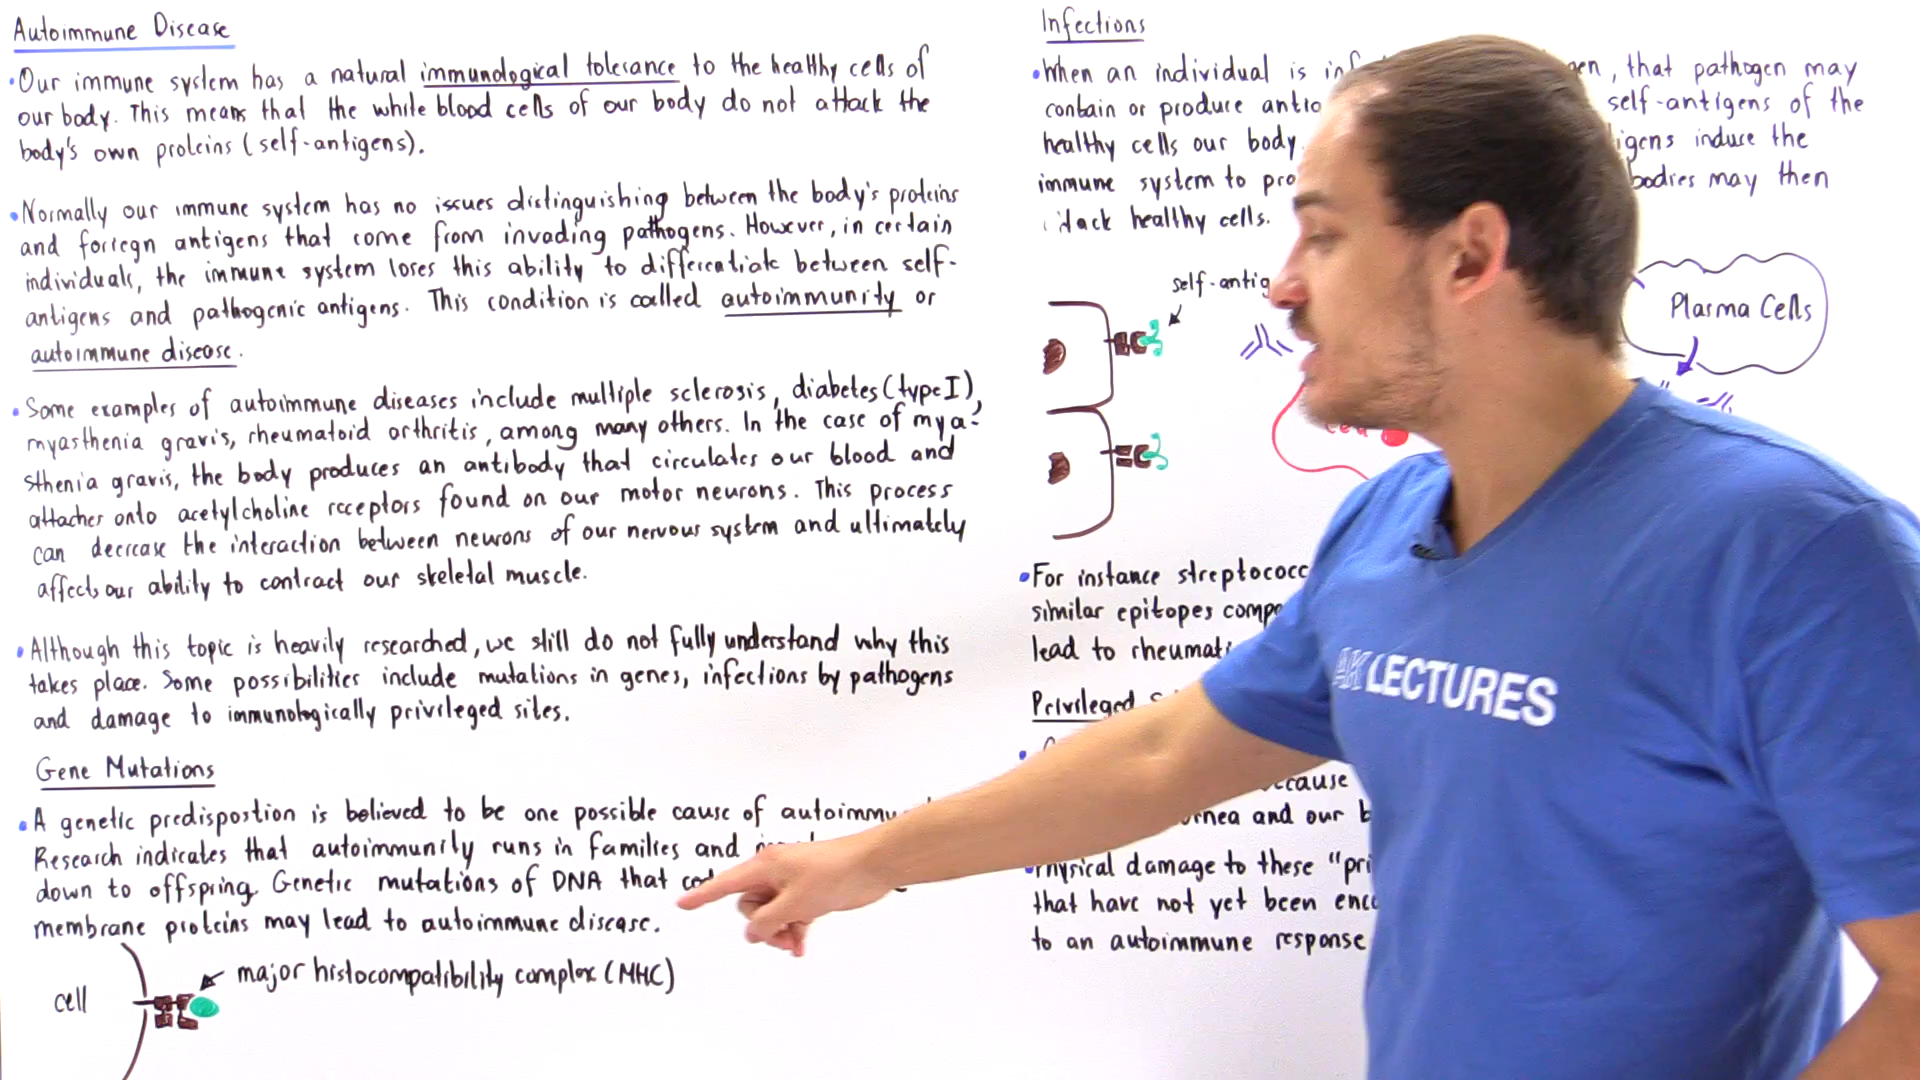 Autoimmune Disease
• Our immune system has a natural immunological tolerance to the healthy cells of
our body. This means that the white blood cells of our body do not attack the
body's own proteins (self-antigens).
• Normally our immune system has no issues distinguishing between the body's proteins
and foriegn antigens that come from invading pathogens. However, in certain
individuals, the immune system loses this ability to differentiate between self-
antigens and pathogenic antigens. This condition is called autoimmunity or
autoimmune disease.
• Some examples of autoimmune diseases include multiple sclerosis, diabetes (type I),
myasthenia gravis, rheumatoid arthritis, among many others. In the case of mya-
sthenia gravis, the body produces an antibody that circulates our blood and
attaches onto acetylcholine receptors found on our motor neurons. This process
can decrease the interaction between neurons of our nervous system and ultimately
affects our ability to contract our skeletal muscle.
• Although this topic is heavily researched, we still do not fully understand why this
takes place. Some possibilities include mutations in genes, infections by pathogens
and damage to immunologically privileged sites.
Gene Mutations
• A genetic predispostion is believed to be one possible cause of autoimmu
Research indicates that autoimmunity runs in families and
down to offspring. Genetic mutations of DNA that
membrane proteins may lead to autoimmune disease.
cell
major histocompatibility complex (MHC)
Infections
• When an individual is , that pathogen may
contain or produce self-antigens of the
healthy cells our body. induce the
immune system to may then
healthy cells.
self-antig
Plasma Cells
• For instance streptococc
similar epitopes
lead to
Privileged
and our
• Physical damage to these "pri
that have not yet been
to an autoimmune response
AK LECTURES